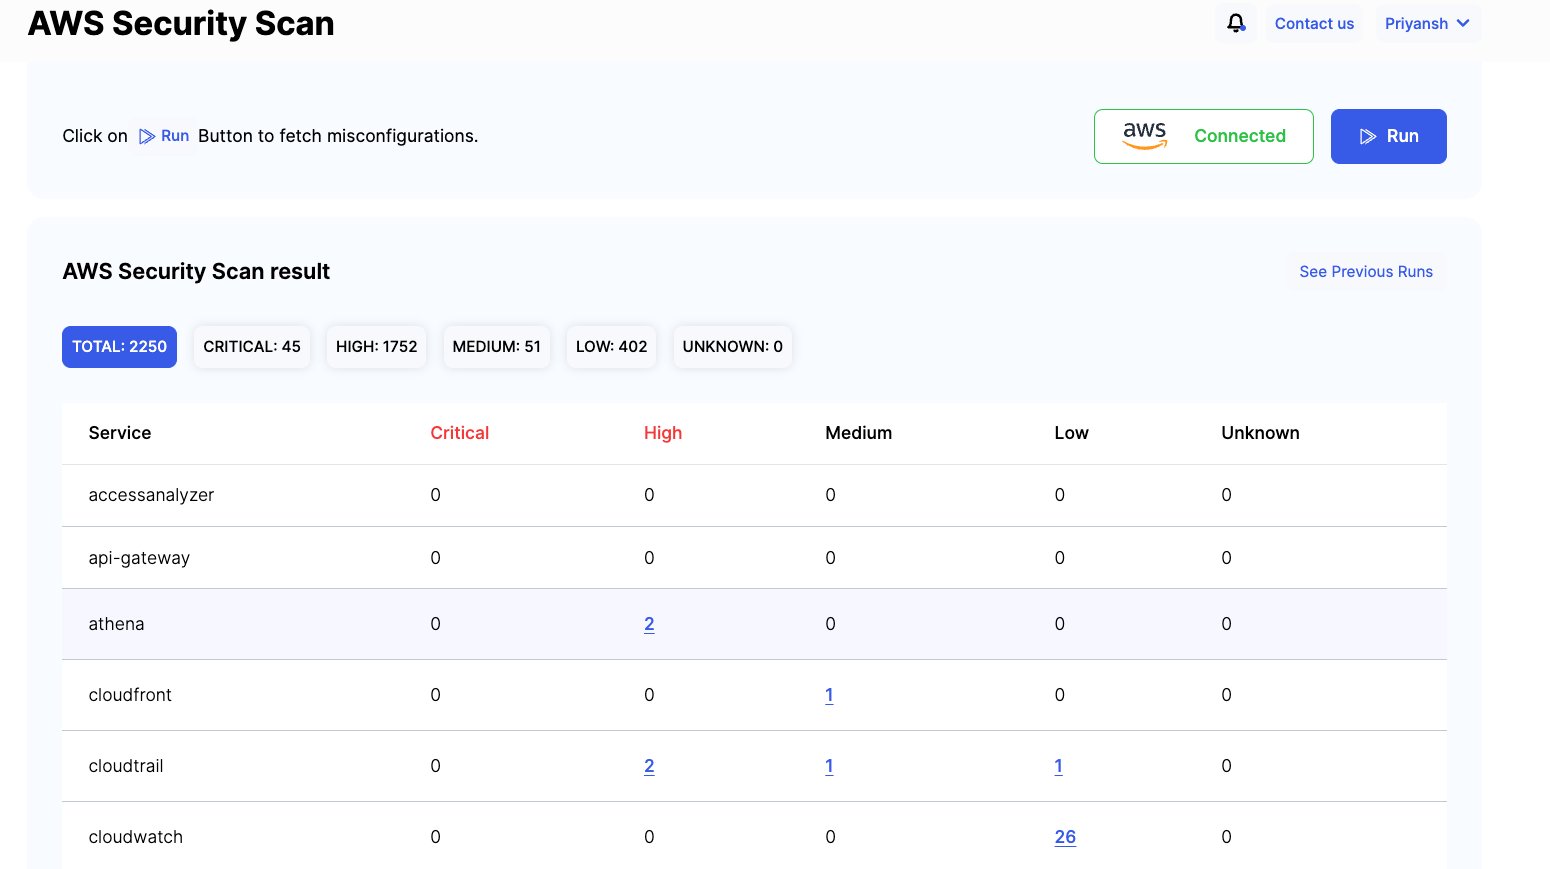 AWS Security Scan
Contact us
Priyansh
Click on Run Button to fetch misconfigurations.
aws Connected
Run
AWS Security Scan result
See Previous Runs
TOTAL: 2250 CRITICAL: 45 HIGH: 1752 MEDIUM: 51 LOW: 402 UNKNOWN: 0
Service Critical High Medium Low Unknown
accessanalyzer 0 0 0 0 0
api-gateway 0 0 0 0 0
athena 0 2 0 0 0
cloudfront 0 0 1 0 0
cloudtrail 0 2 1 1 0
cloudwatch 0 0 0 26 0